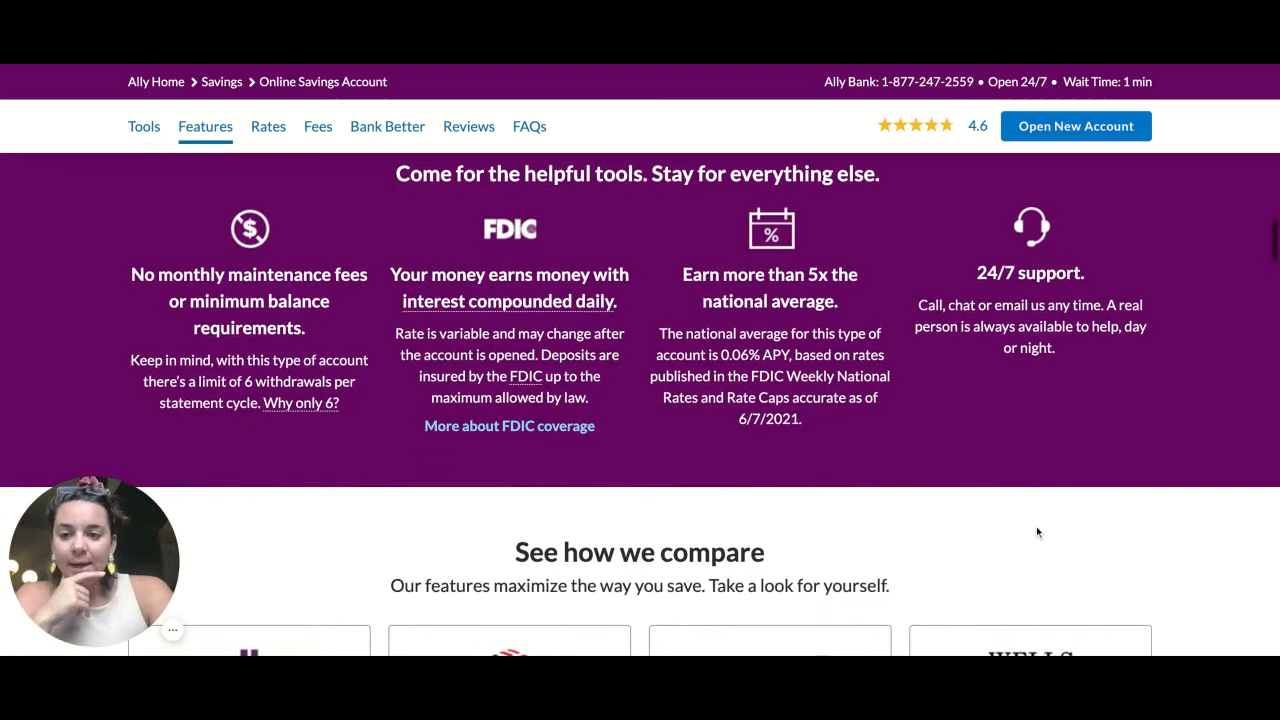 Ally Home > Savings > Online Savings Account
Ally Bank: 1-877-247-2559 • Open 24/7 • Wait Time: 1 min
Tools Features Rates Fees Bank Better Reviews FAQs
4.6
Open New Account
Come for the helpful tools. Stay for everything else.
No monthly maintenance fees
or minimum balance
requirements.
Keep in mind, with this type of account
there's a limit of 6 withdrawals per
statement cycle. Why only 6?
FDIC
Your money earns money with
interest compounded daily.
Rate is variable and may change after
the account is opened. Deposits are
insured by the FDIC up to the
maximum allowed by law.
More about FDIC coverage
%
Earn more than 5x the
national average.
The national average for this type of
account is 0.06% APY, based on rates
published in the FDIC Weekly National
Rates and Rate Caps accurate as of
6/7/2021.
24/7 support.
Call, chat or email us any time. A real
person is always available to help, day
or night.
See how we compare
Our features maximize the way you save. Take a look for yourself.
WELLS